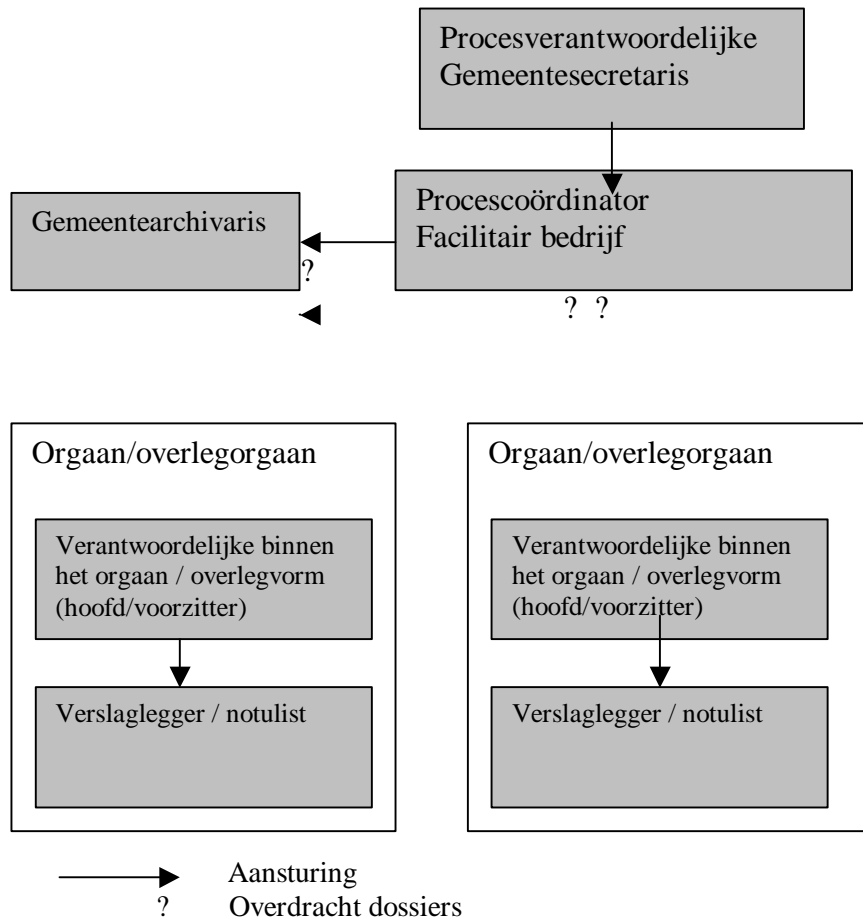 Procesverantwoordelijke
Gemeentesecretaris
Gemeentearchivaris
Procescoördinator
Facilitair bedrijf
?
? ?
Orgaan/overlegorgaan
Verantwoordelijke binnen
het orgaan / overlegvorm
(hoofd/voorzitter)
Verslaglegger / notulist
Orgaan/overlegorgaan
Verantwoordelijke binnen
het orgaan / overlegvorm
(hoofd/voorzitter)
Verslaglegger / notulist
Aansturing
? Overdracht dossiers